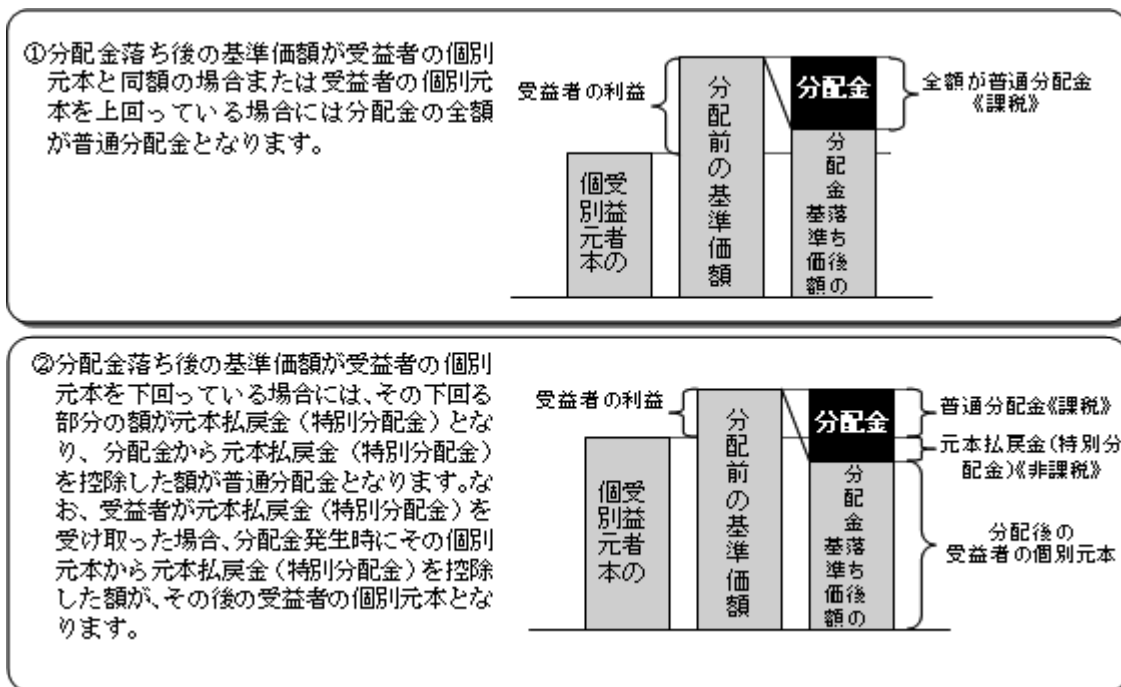 ①分配金落ち後の基準価額が受益者の個別
元本と同額の場合または受益者の個別元
本を上回っている場合には分配金の全額
が普通分配金となります。
受益者の利益
受益者の
個別元本
分配前の基準価額
分配金
分配金落ち後の
基準価額
全額が普通分配金
《課税》
②分配金落ち後の基準価額が受益者の個別
元本を下回っている場合には、その下回る
部分の額が元本払戻金(特別分配金)とな
り、分配金から元本払戻金(特別分配金)
を控除した額が普通分配金となります。な
お、受益者が元本払戻金(特別分配金)を
受け取った場合、分配金発生時にその個別
元本から元本払戻金(特別分配金)を控除
した額が、その後の受益者の個別元本とな
ります。
受益者の利益
受益者の
個別元本
分配前の基準価額
分配金
分配金落ち後の
基準価額
普通分配金《課税》
元本払戻金(特別分
配金)《非課税》
分配後の
受益者の個別元本